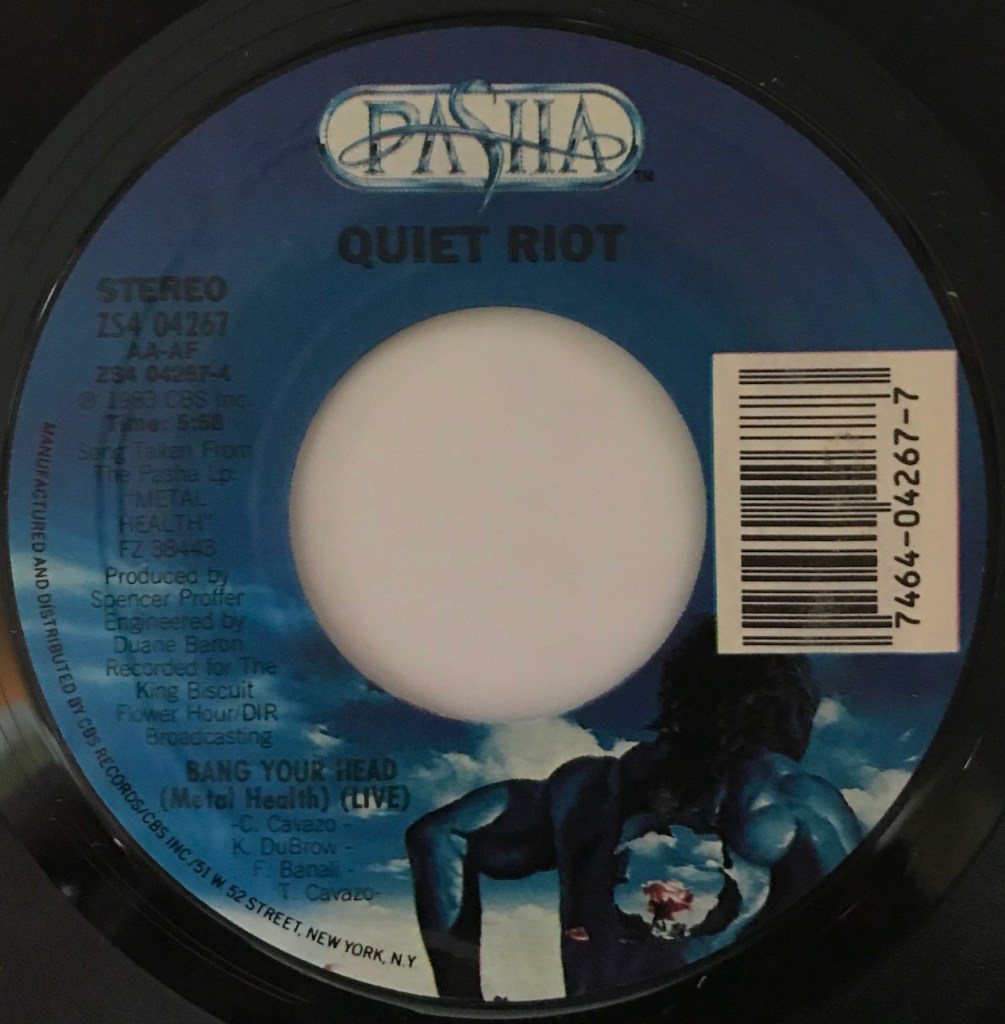 PASHA
TM
QUIET RIOT
STEREO
ZS4 04267
AA-AF
ZS4 04267-4
℗ 1983 CBS Inc.
Time: 5:58
Song Taken From
The Pasha Lp:
"METAL
HEALTH"
FZ 38443
Produced by
Spencer Proffer
Engineered by
Duane Baron
Recorded for The
King Biscuit
Flower Hour/DIR
Broadcasting
BANG YOUR HEAD
(Metal Health) (LIVE)
-C. Cavazo -
K. DuBrow -
F. Banali -
T. Cavazo-
MANUFACTURED AND DISTRIBUTED BY CBS RECORDS/CBS INC./51 W. 52 STREET, NEW YORK, N.Y.
7464-04267-7